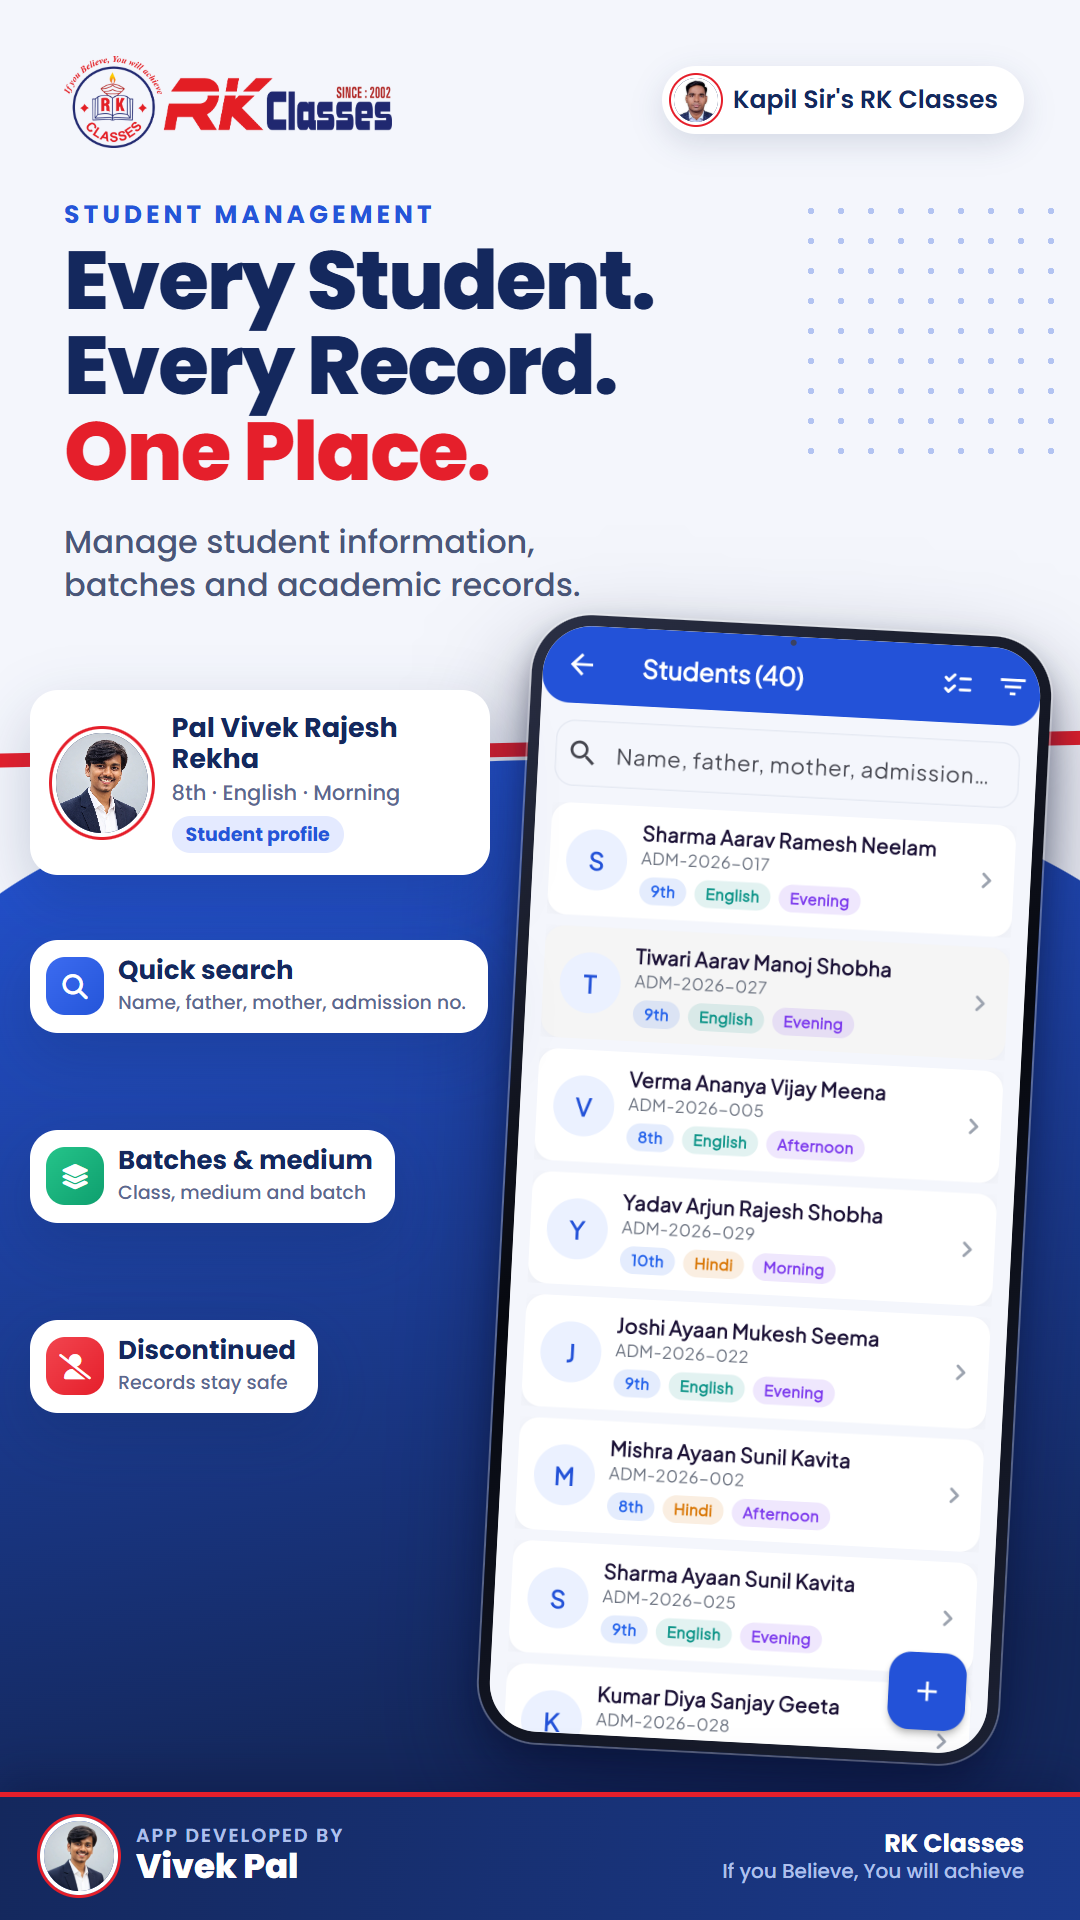 If you Believe, You will achieve
RK
CLASSES
RK Classes
SINCE : 2002
Kapil Sir's RK Classes
STUDENT MANAGEMENT
Every Student.
Every Record.
One Place.
Manage student information,
batches and academic records.
Pal Vivek Rajesh
Rekha
8th · English · Morning
Student profile
Quick search
Name, father, mother, admission no.
Batches & medium
Class, medium and batch
Discontinued
Records stay safe
Students (40)
Name, father, mother, admission...
S
Sharma Aarav Ramesh Neelam
ADM-2026-017
9th English Evening
T
Tiwari Aarav Manoj Shobha
ADM-2026-027
9th English Evening
V
Verma Ananya Vijay Meena
ADM-2026-005
8th English Afternoon
Y
Yadav Arjun Rajesh Shobha
ADM-2026-029
10th Hindi Morning
J
Joshi Ayaan Mukesh Seema
ADM-2026-022
9th English Evening
M
Mishra Ayaan Sunil Kavita
ADM-2026-002
8th Hindi Afternoon
S
Sharma Ayaan Sunil Kavita
ADM-2026-025
9th English Evening
K
Kumar Diya Sanjay Geeta
ADM-2026-028
+
APP DEVELOPED BY
Vivek Pal
RK Classes
If you Believe, You will achieve